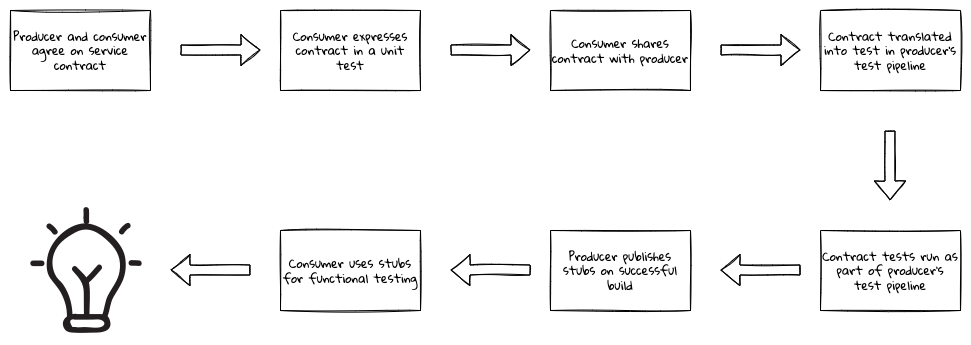 Producer and consumer
agree on service
contract
Consumer expresses
contract in a unit
test
Consumer shares
contract with producer
Contract translated
into test in producer's
test pipeline
Contract tests run as
part of producer's
test pipeline
Producer publishes
stubs on successful
build
Consumer uses stubs
for functional testing